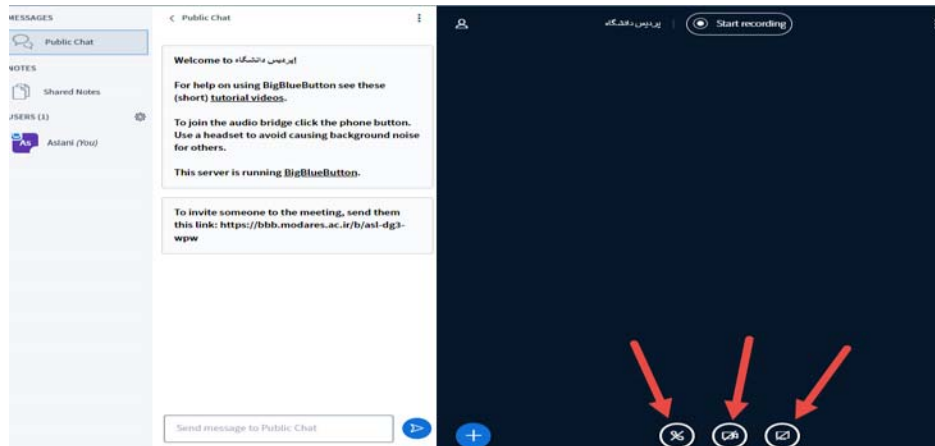 MESSAGES
Public Chat
NOTES
Shared Notes
USERS (1)
As
Aslani (You)
Public Chat
Welcome to پردیس دانشگاه!
For help on using BigBlueButton see these
(short) tutorial videos.
To join the audio bridge click the phone button.
Use a headset to avoid causing background noise
for others.
This server is running BigBlueButton.
To invite someone to the meeting, send them
this link: https://bbb.modares.ac.ir/b/asl-dg3-
wpw
Send message to Public Chat
پردیس دانشگاه
Start recording